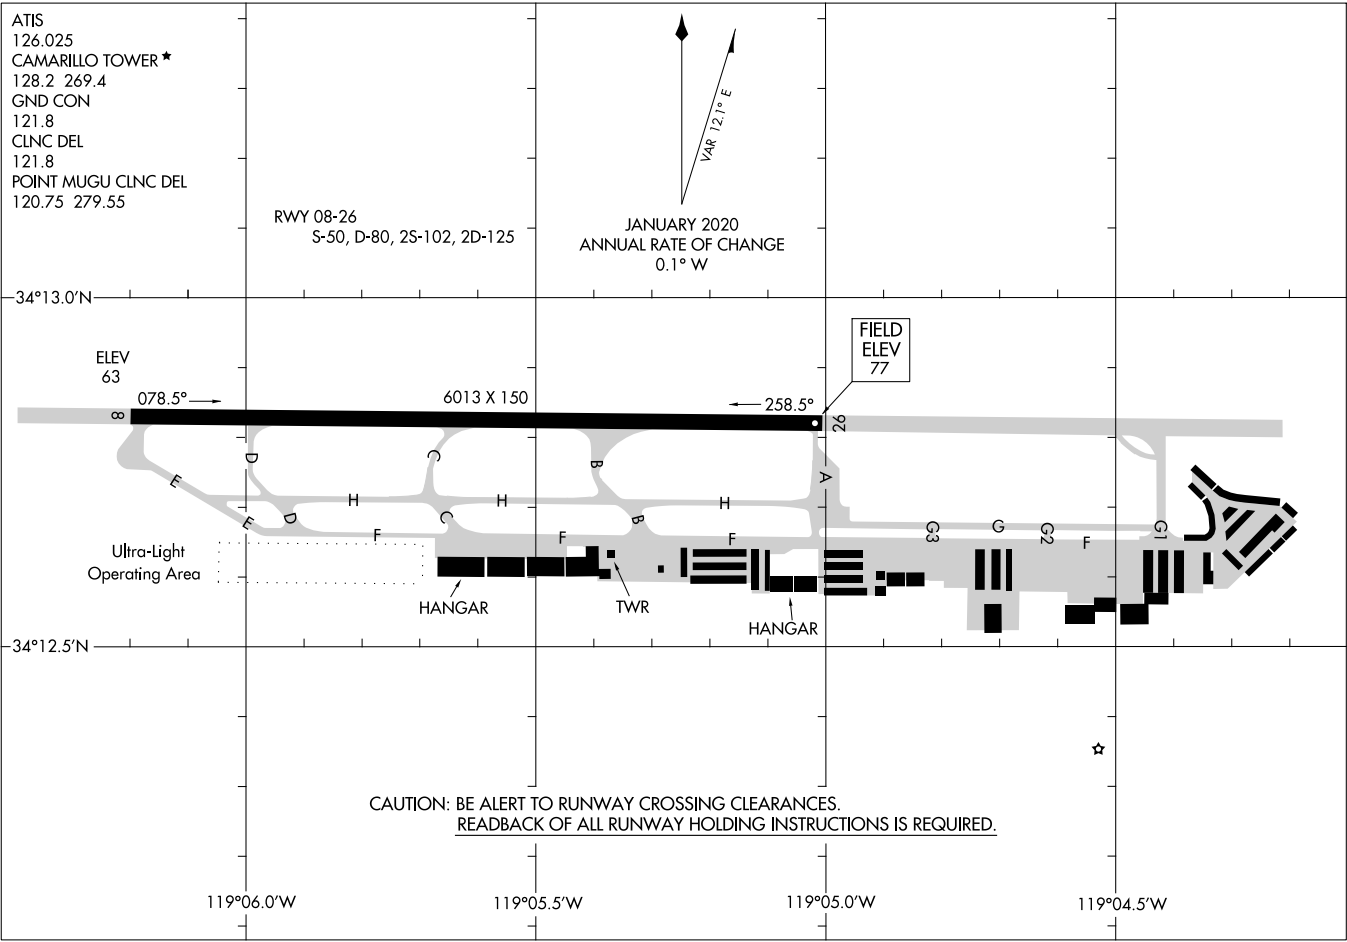 ATIS
126.025
CAMARILLO TOWER ★
128.2 269.4
GND CON
121.8
CLNC DEL
121.8
POINT MUGU CLNC DEL
120.75 279.55
RWY 08-26
S-50, D-80, 2S-102, 2D-125
VAR 12.1° E
JANUARY 2020
ANNUAL RATE OF CHANGE
0.1° W
34°13.0'N
ELEV
63
FIELD
ELEV
77
078.5°
6013 X 150
258.5°
8
26
D
C
B
A
E
H
H
H
E
D
C
B
F
F
F
G3
G
G2
F
G1
Ultra-Light
Operating Area
HANGAR
TWR
HANGAR
34°12.5'N
CAUTION: BE ALERT TO RUNWAY CROSSING CLEARANCES.
READBACK OF ALL RUNWAY HOLDING INSTRUCTIONS IS REQUIRED.
119°06.0'W
119°05.5'W
119°05.0'W
119°04.5'W